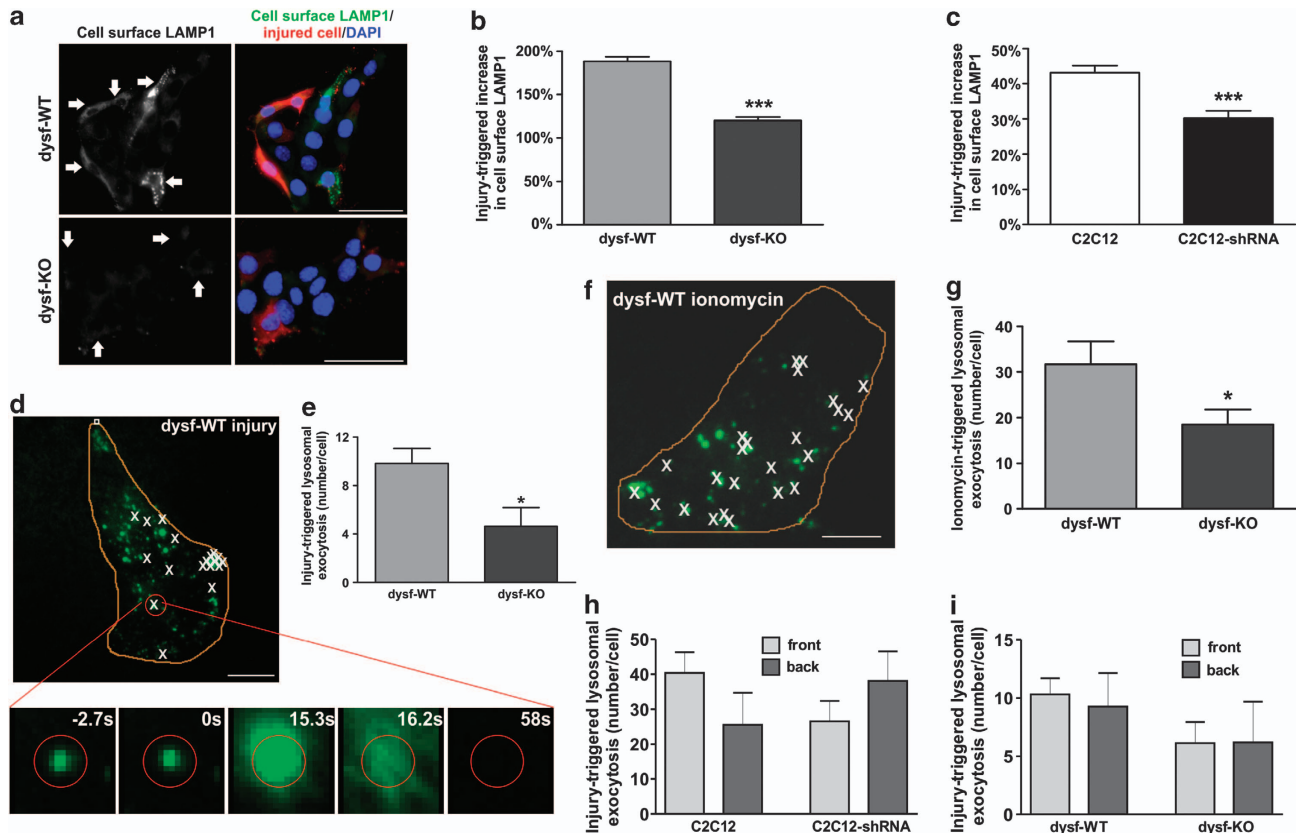 a
Cell surface LAMP1
Cell surface LAMP1/
injured cell/DAPI
dysf-WT
dysf-KO
b
Injury-triggered increase
in cell surface LAMP1
200%
150%
100%
50%
0%
***
dysf-WT
dysf-KO
c
Injury-triggered increase
in cell surface LAMP1
50%
40%
30%
20%
10%
0%
***
C2C12
C2C12-shRNA
d
dysf-WT injury
X X X X X X X X X X X X X X X X X
-2.7s
0s
15.3s
16.2s
58s
e
Injury-triggered lysosomal
exocytosis (number/cell)
12
8
4
0
*
dysf-WT
dysf-KO
f
dysf-WT ionomycin
X X X X X X X X X X X X X X X X X X X X X X X
g
Ionomycin-triggered lysosomal
exocytosis (number/cell)
40
30
20
10
0
*
dysf-WT
dysf-KO
h
Injury-triggered lysosomal
exocytosis (number/cell)
50
40
30
20
10
0
front
back
C2C12
C2C12-shRNA
i
Injury-triggered lysosomal
exocytosis (number/cell)
15
10
5
0
front
back
dysf-WT
dysf-KO